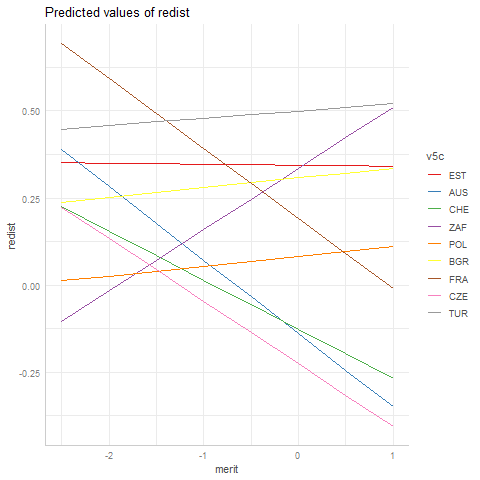 Predicted values of redist
redist
0.50
0.25
0.00
-0.25
-2
-1
0
1
merit
v5c
EST
AUS
CHE
ZAF
POL
BGR
FRA
CZE
TUR